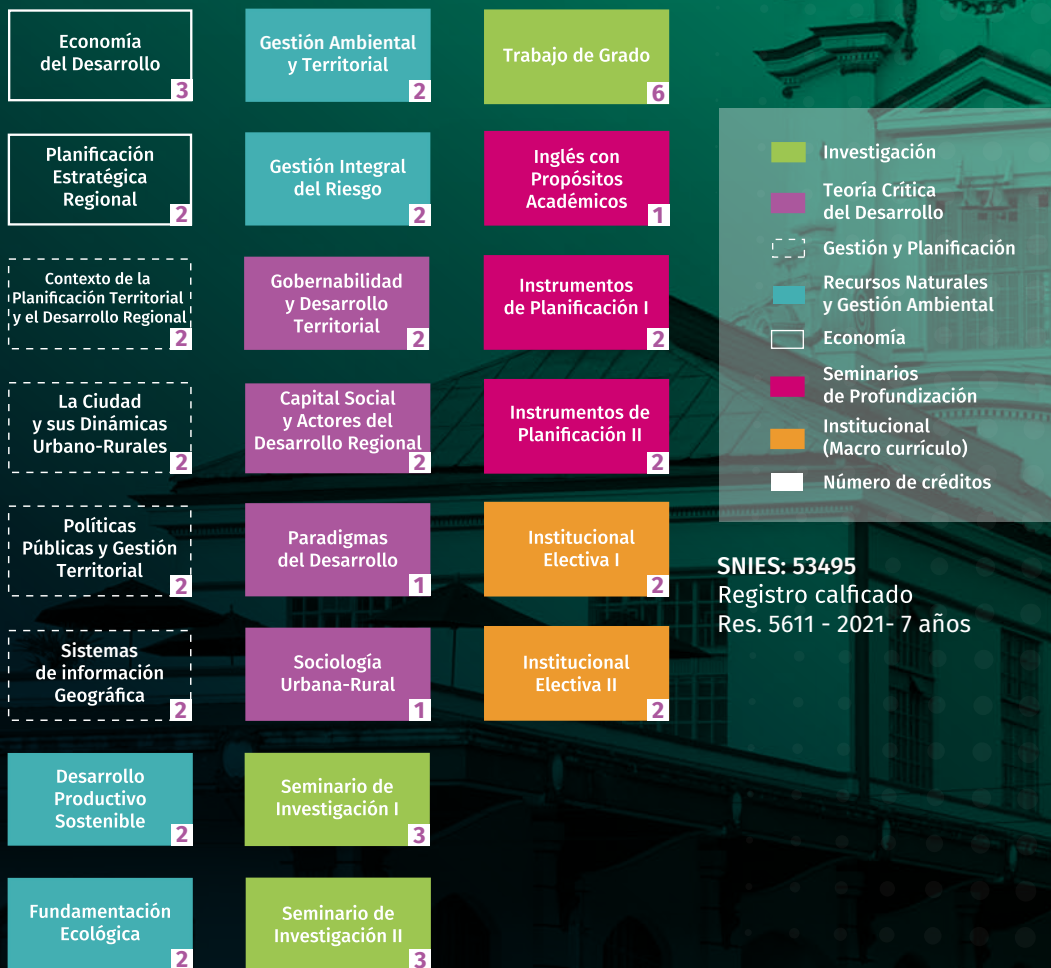 Economía
del Desarrollo
3
Planificación
Estratégica
Regional
2
Contexto de la
Planificación Territorial
y el Desarrollo Regional
2
La Ciudad
y sus Dinámicas
Urbano-Rurales
2
Políticas
Públicas y Gestión
Territorial
2
Sistemas
de información
Geográfica
2
Desarrollo
Productivo
Sostenible
2
Fundamentación
Ecológica
2
Gestión Ambiental
y Territorial
2
Gestión Integral
del Riesgo
2
Gobernabilidad
y Desarrollo
Territorial
2
Capital Social
y Actores del
Desarrollo Regional
2
Paradigmas
del Desarrollo
1
Sociología
Urbana-Rural
1
Seminario de
Investigación I
3
Seminario de
Investigación II
3
Trabajo de Grado
6
Inglés con
Propósitos
Académicos
1
Instrumentos
de Planificación I
2
Instrumentos de
Planificación II
2
Institucional
Electiva I
2
Institucional
Electiva II
2
Investigación
Teoría Crítica
del Desarrollo
Gestión y Planificación
Recursos Naturales
y Gestión Ambiental
Economía
Seminarios
de Profundización
Institucional
(Macro currículo)
Número de créditos
SNIES: 53495
Registro calficado
Res. 5611 - 2021- 7 años